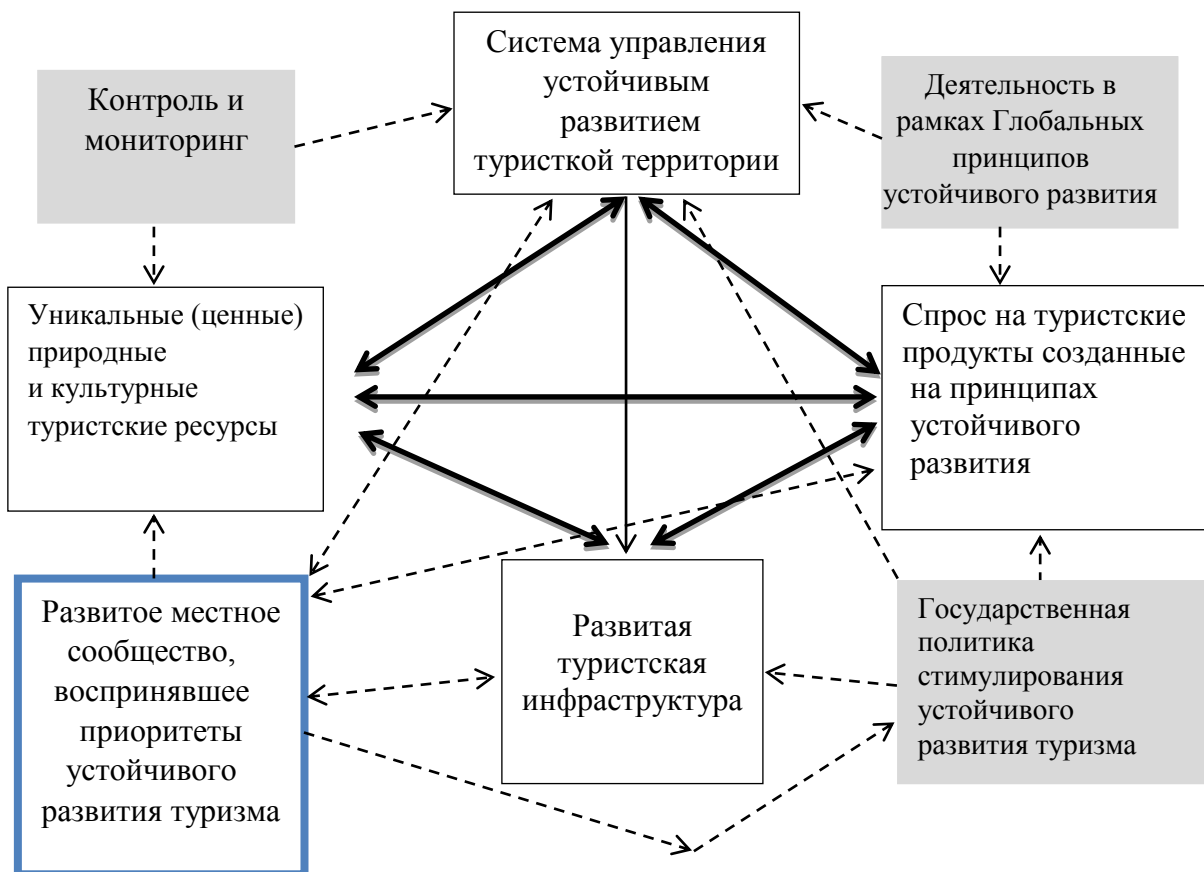 Система управления
устойчивым
развитием
туристкой территории
Контроль и
мониторинг
Деятельность в
рамках Глобальных
принципов
устойчивого развития
Уникальные (ценные)
природные
и культурные
туристские ресурсы
Спрос на туристские
продукты созданные
на принципах
устойчивого
развития
Развитое местное
сообщество,
воспринявшее
приоритеты
устойчивого
развития туризма
Развитая
туристская
инфраструктура
Государственная
политика
стимулирования
устойчивого
развития туризма